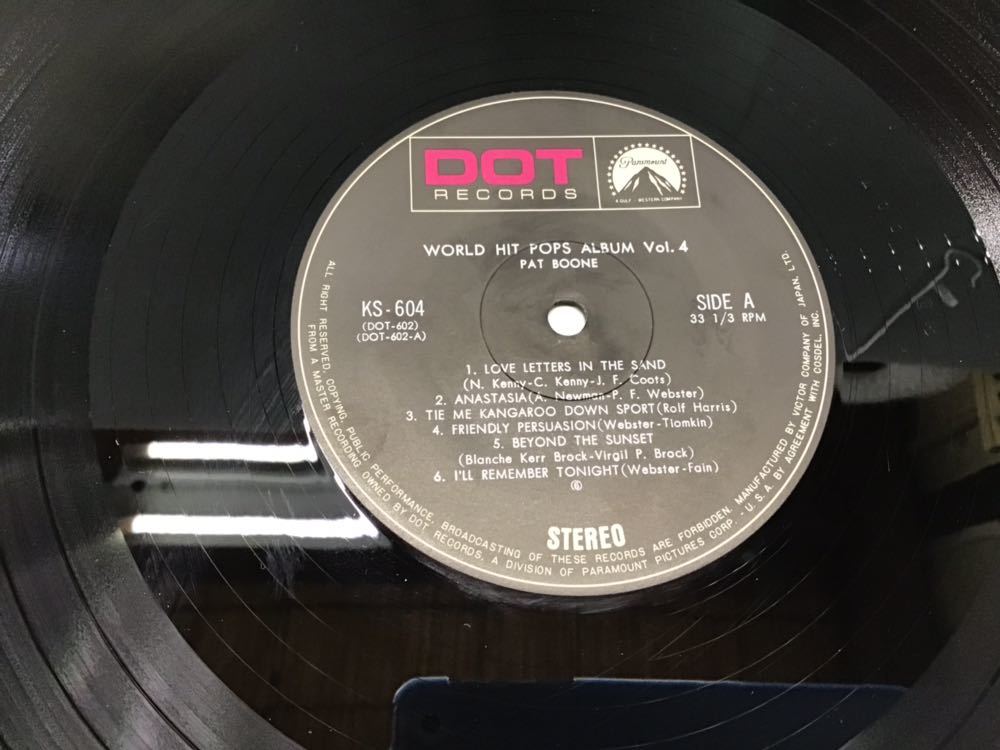 DOT
RECORDS
Paramount
A GULF + WESTERN COMPANY
WORLD HIT POPS ALBUM Vol. 4
PAT BOONE
KS-604
(DOT-602)
(DOT-602-A)
SIDE A
33 1/3 RPM
1. LOVE LETTERS IN THE SAND
(N. Kenny-C. Kenny-J. F. Coots)
2. ANASTASIA(A. Newman-P. F. Webster)
3. TIE ME KANGAROO DOWN SPORT(Rolf Harris)
4. FRIENDLY PERSUASION(Webster-Tiomkin)
5. BEYOND THE SUNSET
(Blanche Kerr Brock-Virgil P. Brock)
6. I'LL REMEMBER TONIGHT(Webster-Fain)
STEREO
ALL RIGHT RESERVED, COPYING, PUBLIC PERFORMANCE, BROADCASTING OF THESE RECORDS ARE FORBIDDEN. MANUFACTURED BY VICTOR COMPANY OF JAPAN, LTD.
FROM A MASTER RECORDING OWNED BY DOT RECORDS, A DIVISION OF PARAMOUNT PICTURES CORP.-U.S.A. BY AGREEMENT WITH COSDEL, INC.